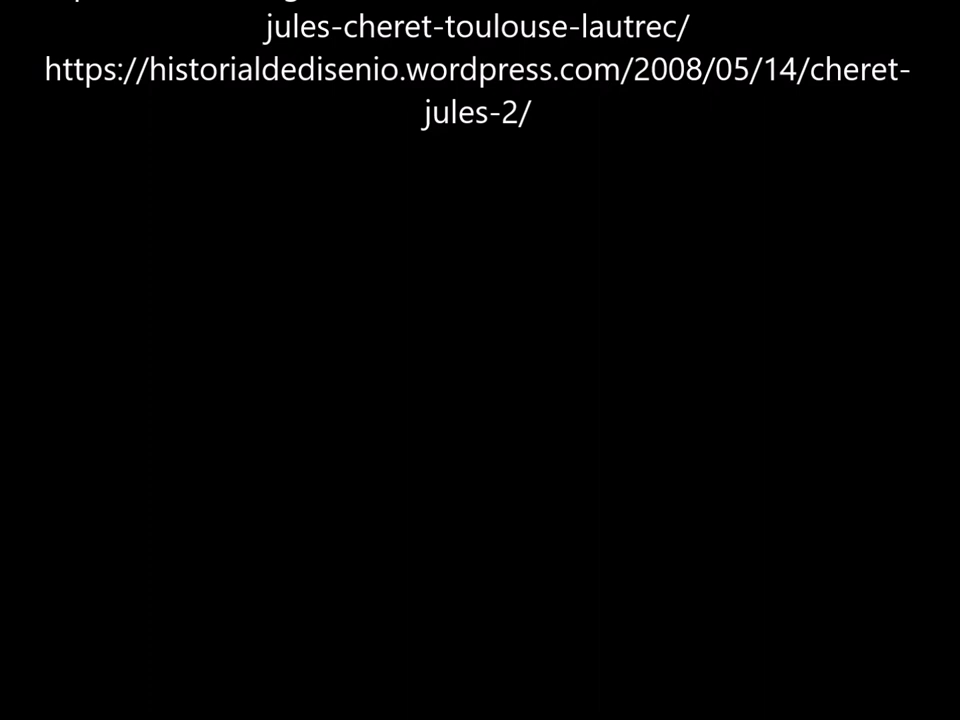 jules-cheret-toulouse-lautrec/
https://historialdedisenio.wordpress.com/2008/05/14/cheret-
jules-2/